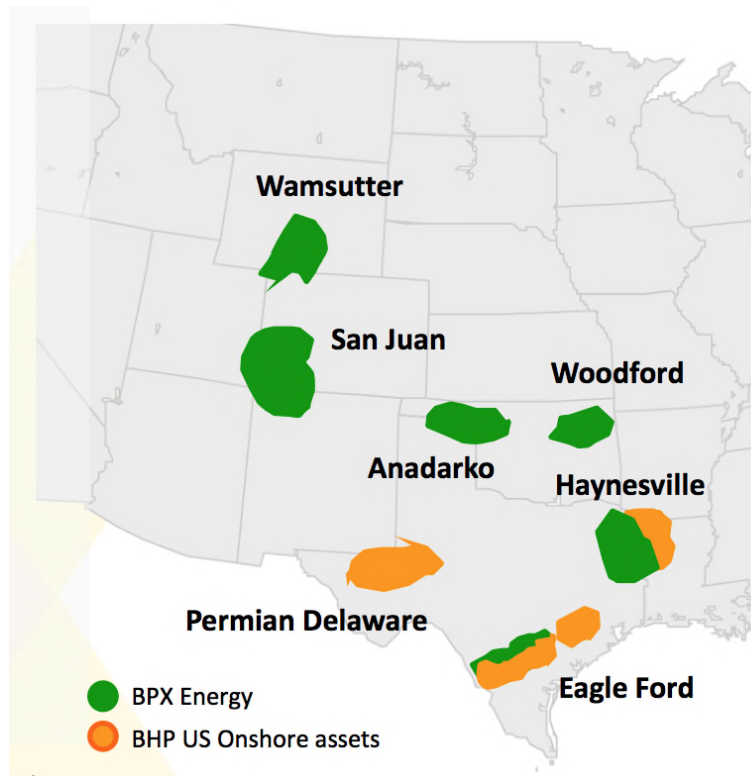 Wamsutter
San Juan
Woodford
Anadarko
Haynesville
Permian Delaware
Eagle Ford
BPX Energy
BHP US Onshore assets